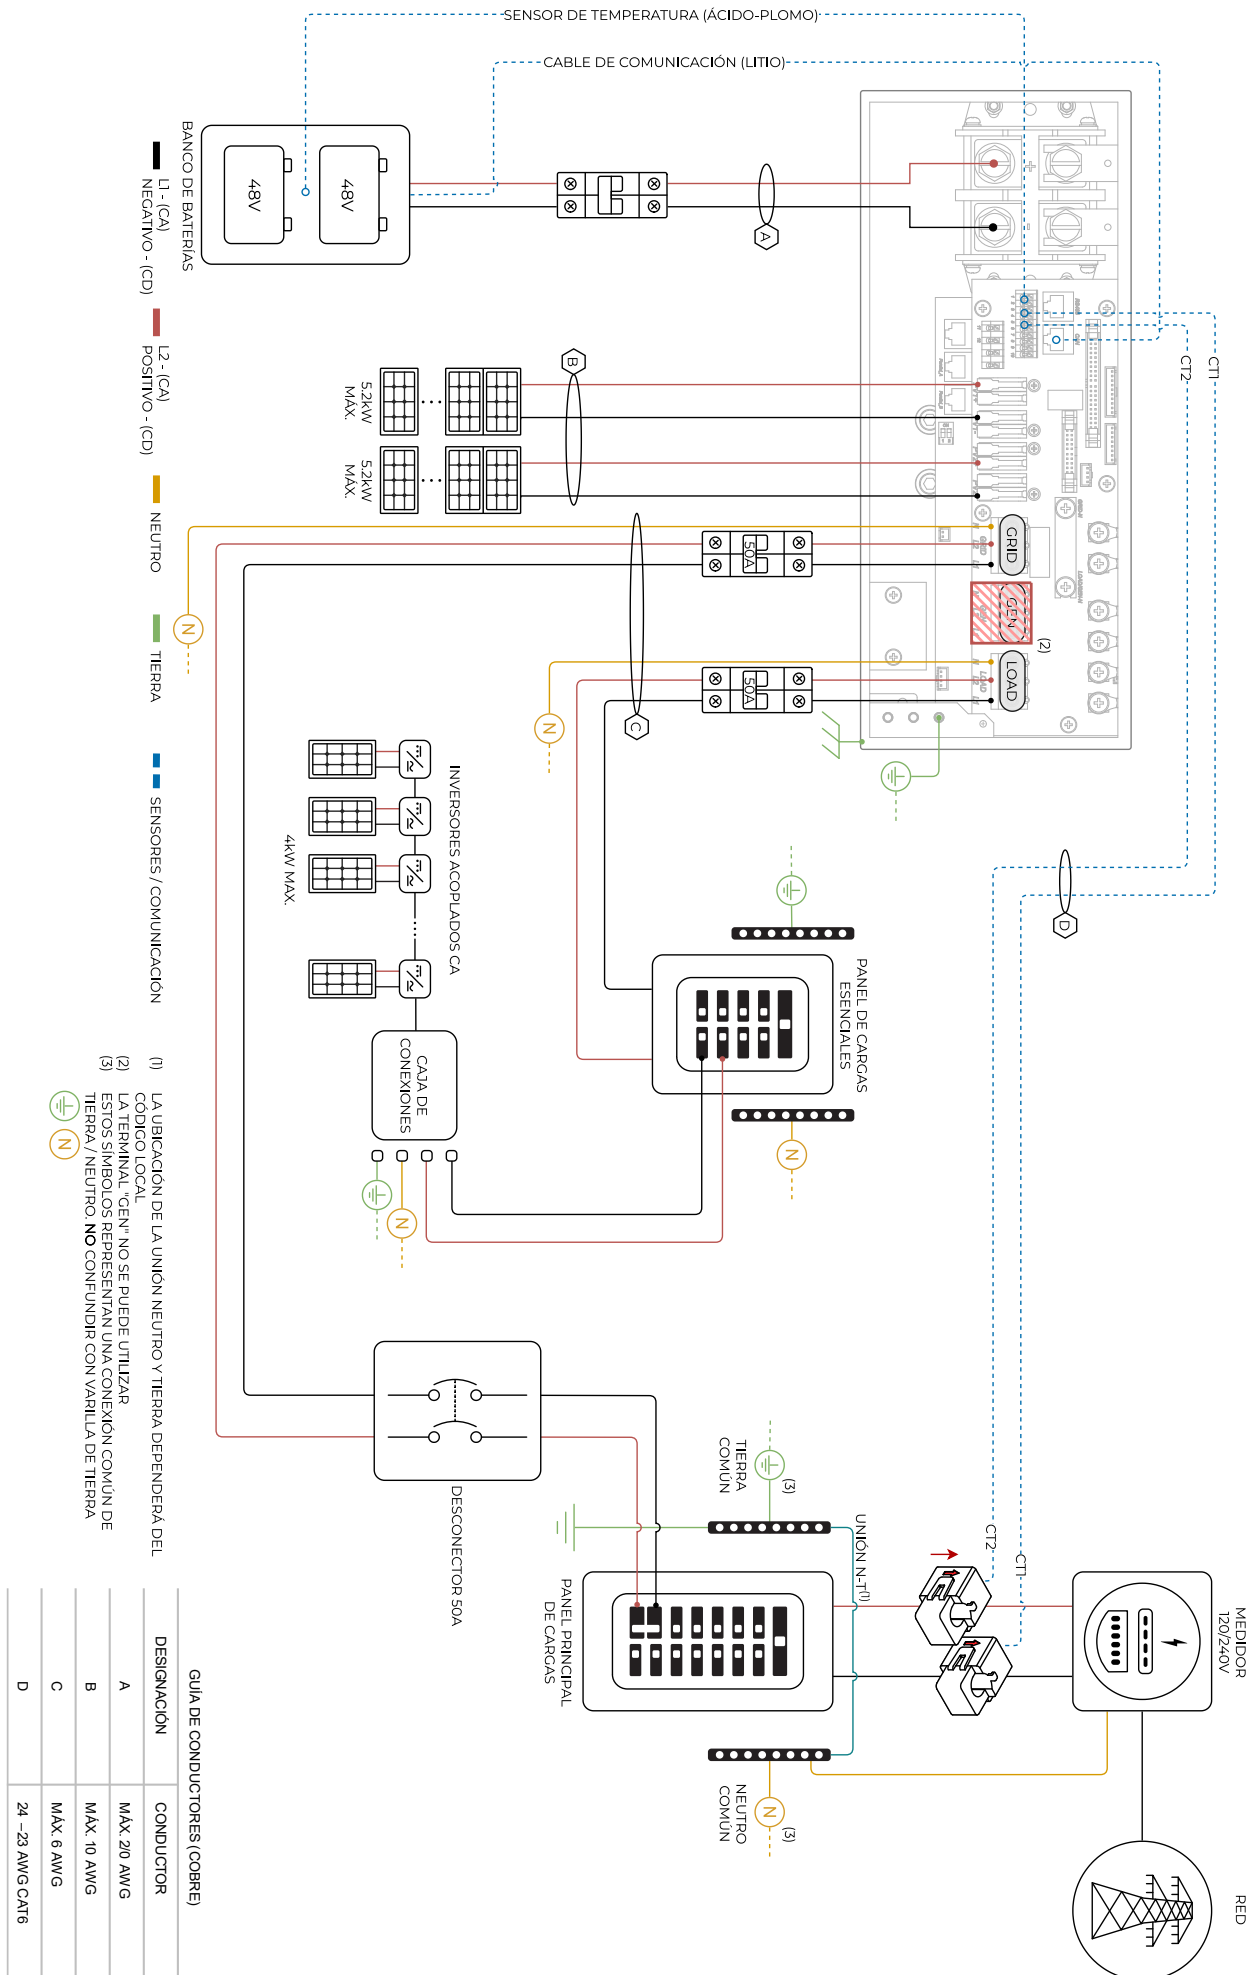 SENSOR DE TEMPERATURA (ÁCIDO-PLOMO)
CABLE DE COMUNICACIÓN (LITIO)
BANCO DE BATERÍAS
48V
48V
A
B
5.2kW
MÁX.
5.2kW
MÁX.
CT1
CT2
GRID
GEN
(2)
LOAD
GRID
N
L2
L1
LOAD
N
L2
L1
50A
50A
N
N
C
D
INVERSORES ACOPLADOS CA
4kW MAX.
PANEL DE CARGAS
ESENCIALES
N
CAJA DE
CONEXIONES
N
DESCONECTOR 50A
TIERRA
COMÚN
(3)
UNIÓN N-T(1)
PANEL PRINCIPAL
DE CARGAS
NEUTRO
COMÚN
N
(3)
CT2
CT1
MEDIDOR
120/240V
RED
L1 - (CA)
NEGATIVO - (CD)
L2 - (CA)
POSITIVO - (CD)
NEUTRO
TIERRA
SENSORES / COMUNICACIÓN
(1) LA UBICACIÓN DE LA UNIÓN NEUTRO Y TIERRA DEPENDERÁ DEL
CÓDIGO LOCAL
(2) LA TERMINAL "GEN" NO SE PUEDE UTILIZAR
(3) ESTOS SÍMBOLOS REPRESENTAN UNA CONEXIÓN COMÚN DE
TIERRA / NEUTRO. NO CONFUNDIR CON VARILLA DE TIERRA
N
GUÍA DE CONDUCTORES (COBRE)
DESIGNACIÓN CONDUCTOR
A MÁX. 2/0 AWG
B MÁX. 10 AWG
C MÁX. 6 AWG
D 24 – 23 AWG CAT6